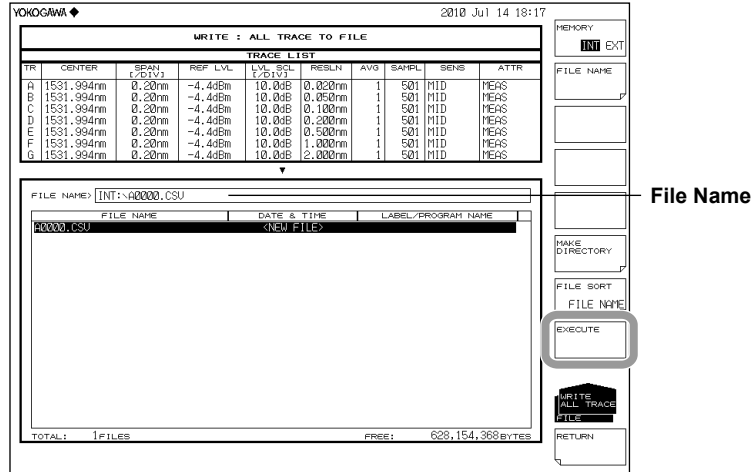 YOKOGAWA ◆ 2010 Jul 14 18:17
WRITE : ALL TRACE TO FILE
TRACE LIST
TR CENTER SPAN [/DIV] REF LVL LVL SCL [/DIV] RESLN AVG SAMPL SENS ATTR
A 1531.994nm 0.20nm -4.4dBm 10.0dB 0.020nm 1 501 MID MEAS
B 1531.994nm 0.20nm -4.4dBm 10.0dB 0.050nm 1 501 MID MEAS
C 1531.994nm 0.20nm -4.4dBm 10.0dB 0.100nm 1 501 MID MEAS
D 1531.994nm 0.20nm -4.4dBm 10.0dB 0.200nm 1 501 MID MEAS
E 1531.994nm 0.20nm -4.4dBm 10.0dB 0.500nm 1 501 MID MEAS
F 1531.994nm 0.20nm -4.4dBm 10.0dB 1.000nm 1 501 MID MEAS
G 1531.994nm 0.20nm -4.4dBm 10.0dB 2.000nm 1 501 MID MEAS
FILE NAME> INT:\A0000.CSV
FILE NAME DATE & TIME LABEL/PROGRAM NAME
A0000.CSV <NEW FILE>
TOTAL: 1FILES FREE: 628,154,368BYTES
MEMORY
INT EXT
FILE NAME
MAKE
DIRECTORY
FILE SORT
FILE NAME
EXECUTE
WRITE
ALL TRACE
FILE
RETURN
File Name